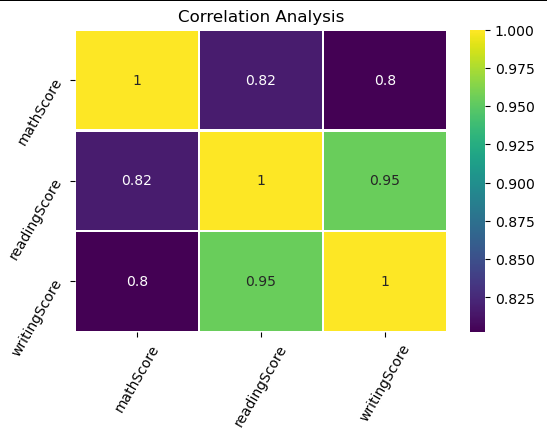 Correlation Analysis
mathScore
1 0.82 0.8
readingScore
0.82 1 0.95
writingScore
0.8 0.95 1
mathScore readingScore writingScore
1.000
0.975
0.950
0.925
0.900
0.875
0.850
0.825